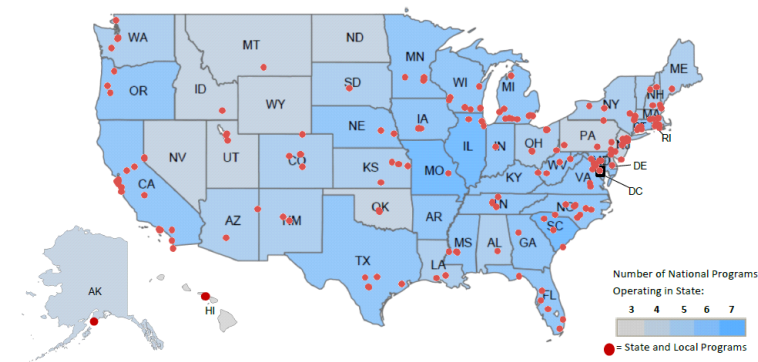 WA
MT
ND
MN
ME
OR
ID
SD
WI
MI
NY
NH
MA
CT
RI
WY
IA
NE
PA
NJ
NV
UT
CO
IL
IN
OH
MD
DE
DC
CA
KS
MO
KY
W
VA
AZ
NM
OK
AR
TN
NC
SC
TX
LA
MS
AL
GA
FL
AK
HI
Number of National Programs
Operating in State:
3 4 5 6 7
= State and Local Programs